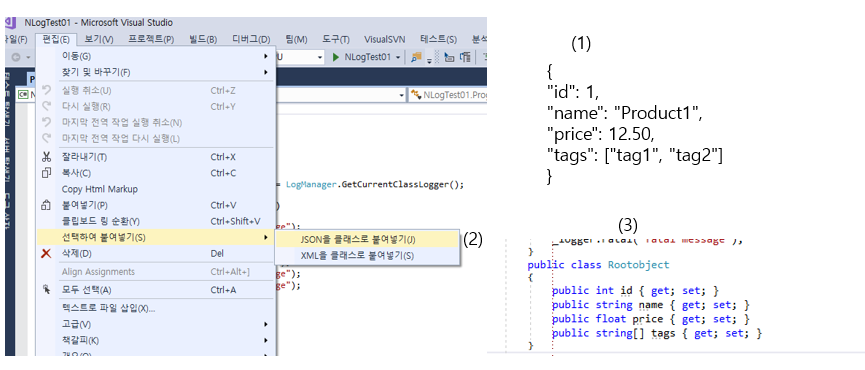 NLogTest01 - Microsoft Visual Studio
편집(E) 보기(V) 프로젝트(P) 빌드(B) 디버그(D) 팀(M) 도구(T) VisualSVN 테스트(S) 분석
NLogTest01
이동(G)
찾기 및 바꾸기(F)
실행 취소(U) Ctrl+Z
다시 실행(R) Ctrl+Y
마지막 전역 작업 실행 취소(N)
마지막 전역 작업 다시 실행(L)
잘라내기(T) Ctrl+X
복사(C) Ctrl+C
Copy Html Markup
붙여넣기(P) Ctrl+V
클립보드 링 순환(Y) Ctrl+Shift+V
선택하여 붙여넣기(S)
삭제(D) Del
Align Assignments Ctrl+Alt+]
모두 선택(A) Ctrl+A
텍스트로 파일 삽입(X)...
고급(V)
책갈피(K)
개요(O)
JSON을 클래스로 붙여넣기(J)
XML을 클래스로 붙여넣기(S)
(2)
NLogTest01.Pro
= LogManager.GetCurrentClassLogger();
ge");
ge");
ge");
(1)
{
"id": 1,
"name": "Product1",
"price": 12.50,
"tags": ["tag1", "tag2"]
}
(3)
_logger.Fatal("fatal message");
}
public class Rootobject
{
public int id { get; set; }
public string name { get; set; }
public float price { get; set; }
public string[] tags { get; set; }
}